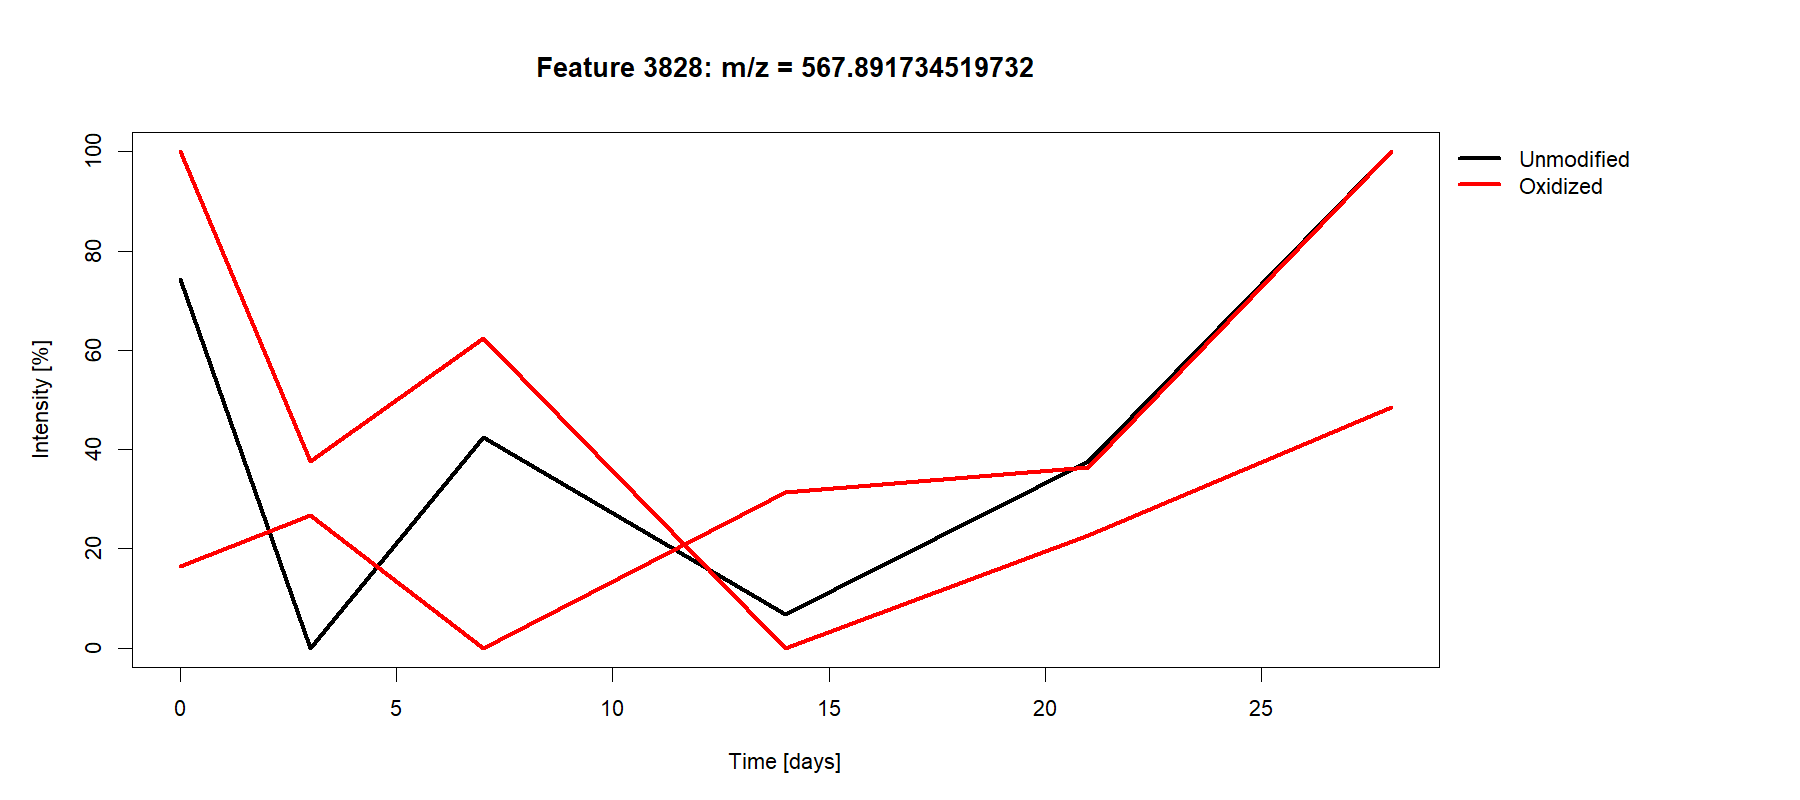 Feature 3828: m/z = 567.891734519732
Unmodified
Oxidized
Intensity [%]
100
80
60
40
20
0
0 5 10 15 20 25
Time [days]